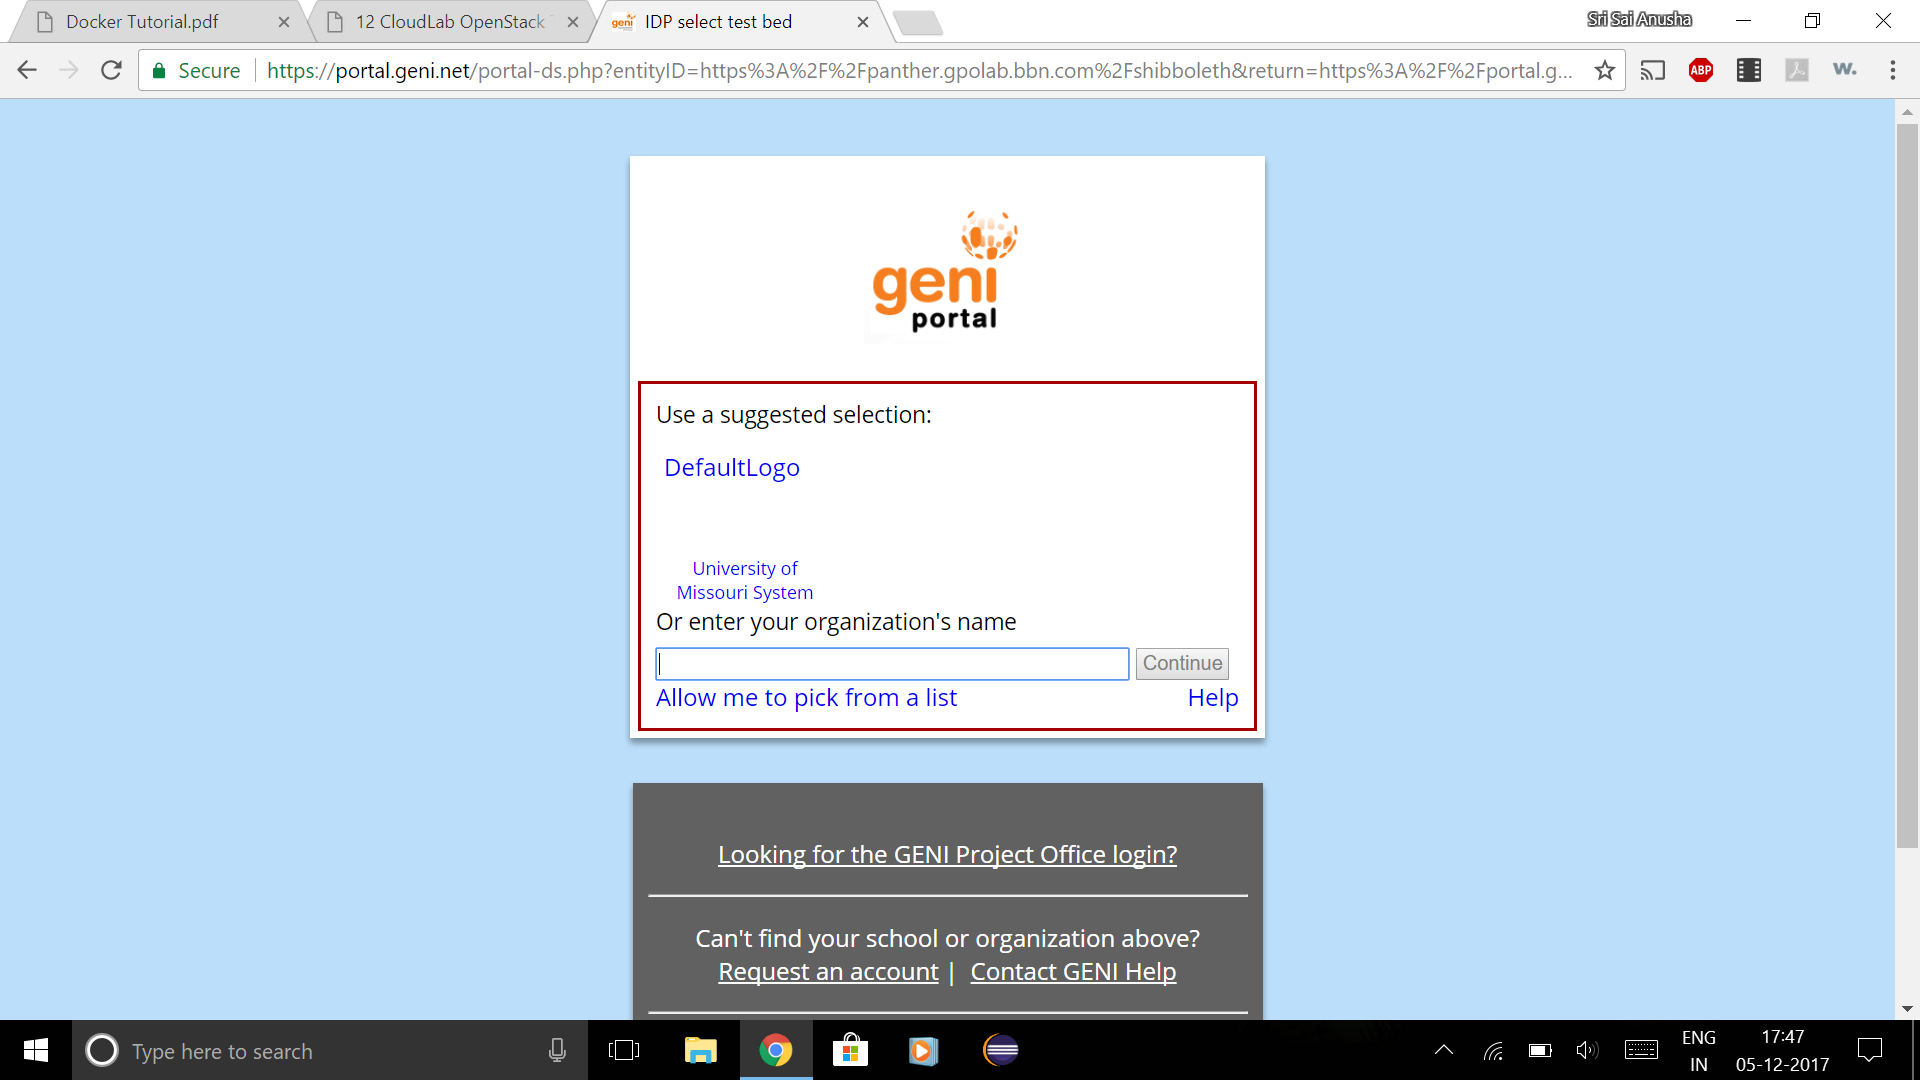 Docker Tutorial.pdf
12 CloudLab OpenStack
geni
IDP select test bed
Sri Sai Anusha
Secure
https://portal.geni.net/portal-ds.php?entityID=https%3A%2F%2Fpanther.gpolab.bbn.com%2Fshibboleth&return=https%3A%2F%2Fportal.g...
ABP
w.
geni
portal
Use a suggested selection:
DefaultLogo
University of
Missouri System
Or enter your organization's name
Continue
Allow me to pick from a list
Help
Looking for the GENI Project Office login?
Can't find your school or organization above?
Request an account | Contact GENI Help
Type here to search
ENG
IN
17:47
05-12-2017